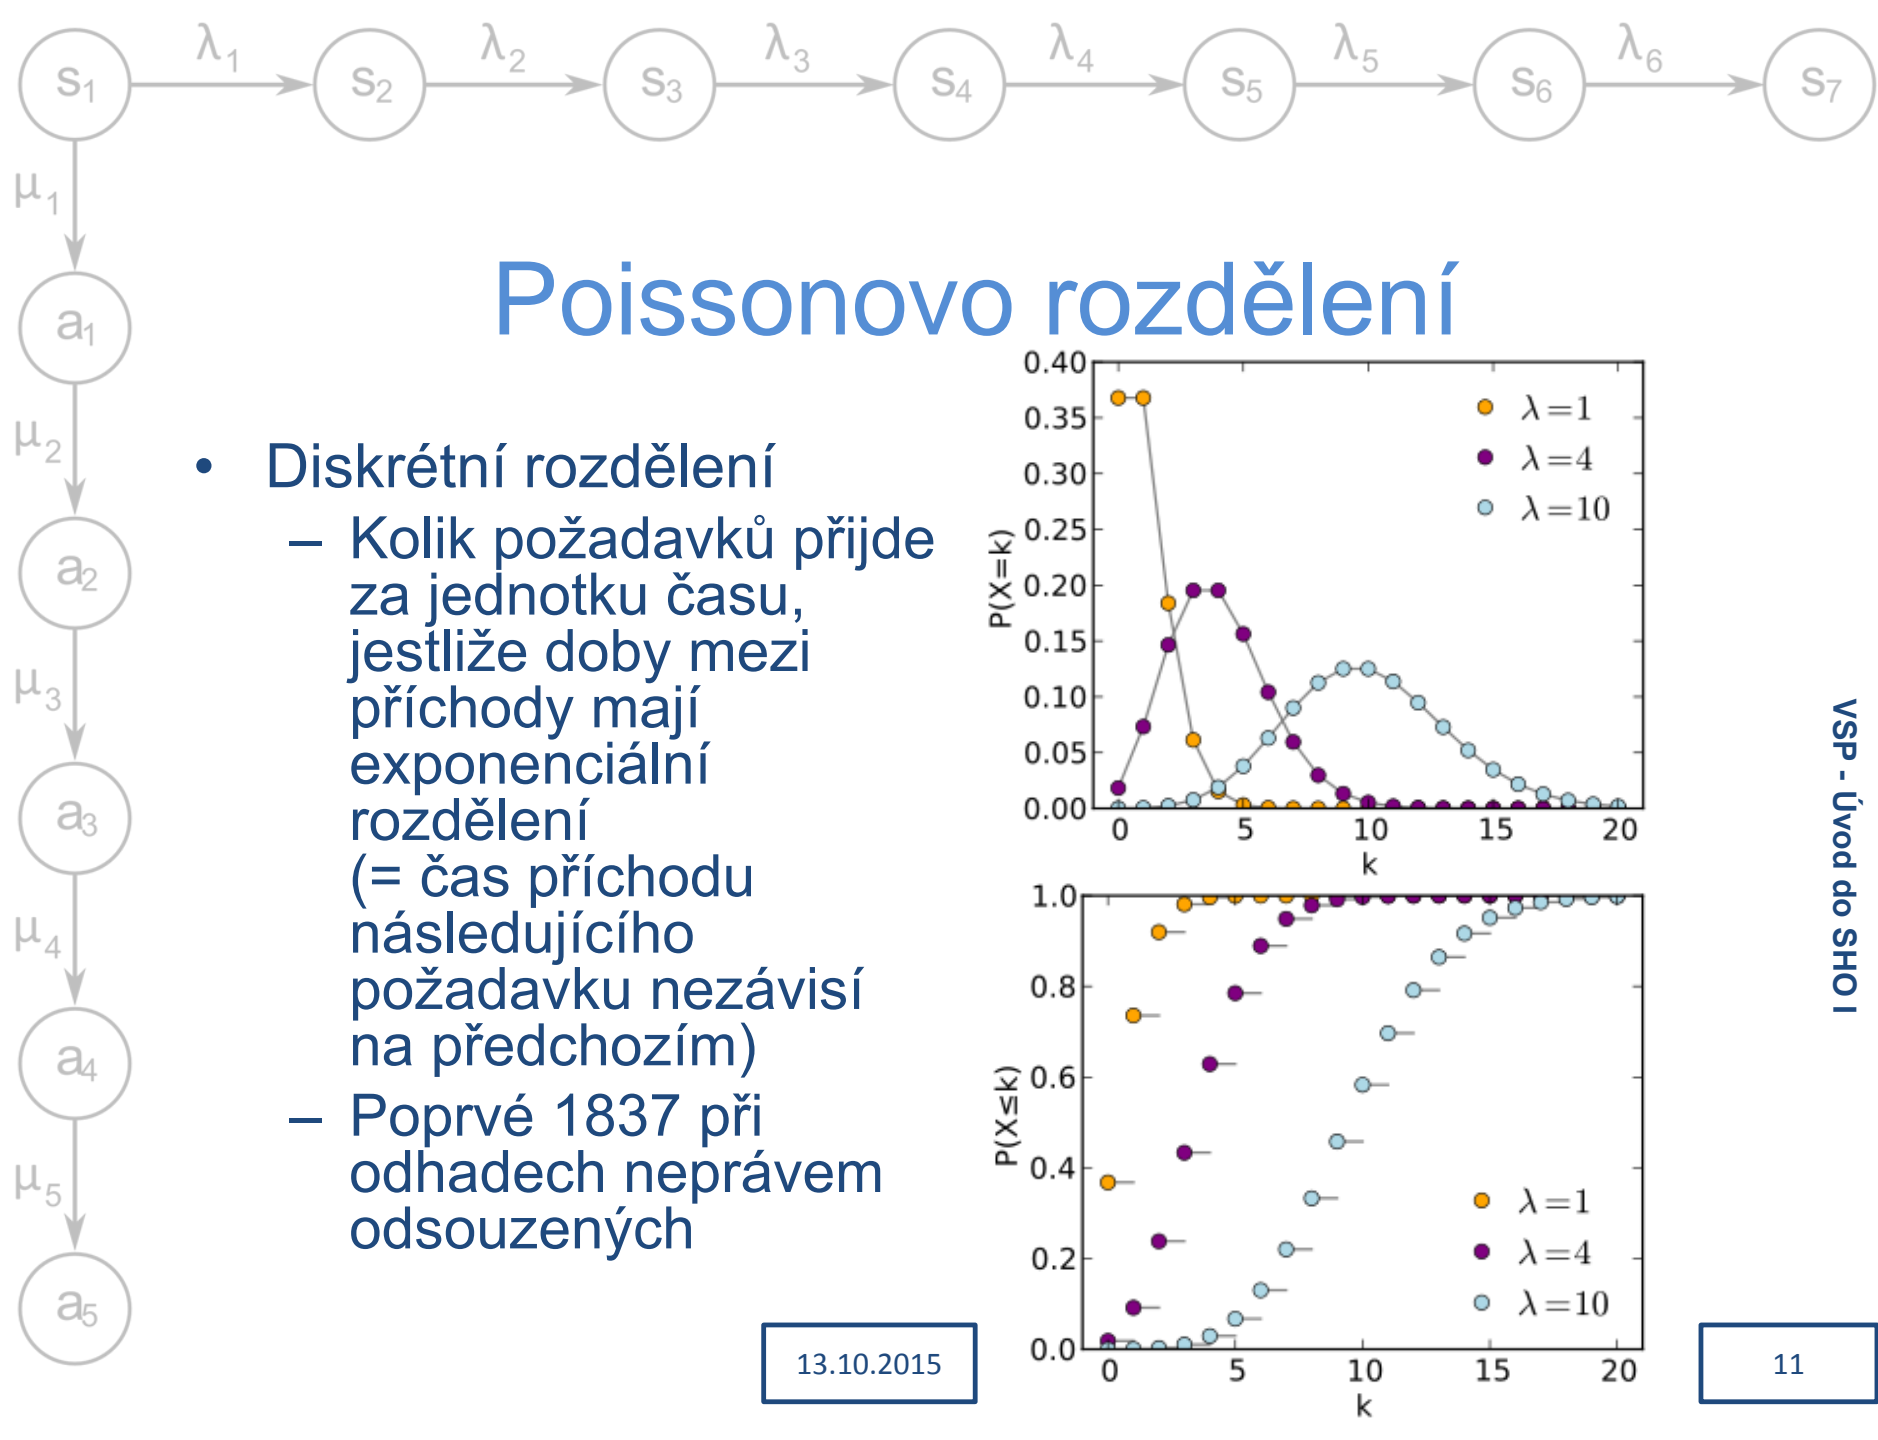 λ1 λ2 λ3 λ4 λ5 λ6
s1 s2 s3 s4 s5 s6 s7
μ1
a1
μ2
a2
μ3
a3
μ4
a4
μ5
a5
Poissonovo rozdělení
• Diskrétní rozdělení
– Kolik požadavků přijde
za jednotku času,
jestliže doby mezi
příchody mají
exponenciální
rozdělení
(= čas příchodu
následujícího
požadavku nezávisí
na předchozím)
– Poprvé 1837 při
odhadech neprávem
odsouzených
0.40
0.35
0.30
0.25
0.20
0.15
0.10
0.05
0.00
P(X=k)
λ=1
λ=4
λ=10
0 5 10 15 20
k
1.0
0.8
0.6
0.4
0.2
0.0
P(X≤k)
λ=1
λ=4
λ=10
0 5 10 15 20
k
VSP - Úvod do SHO I
13.10.2015
11